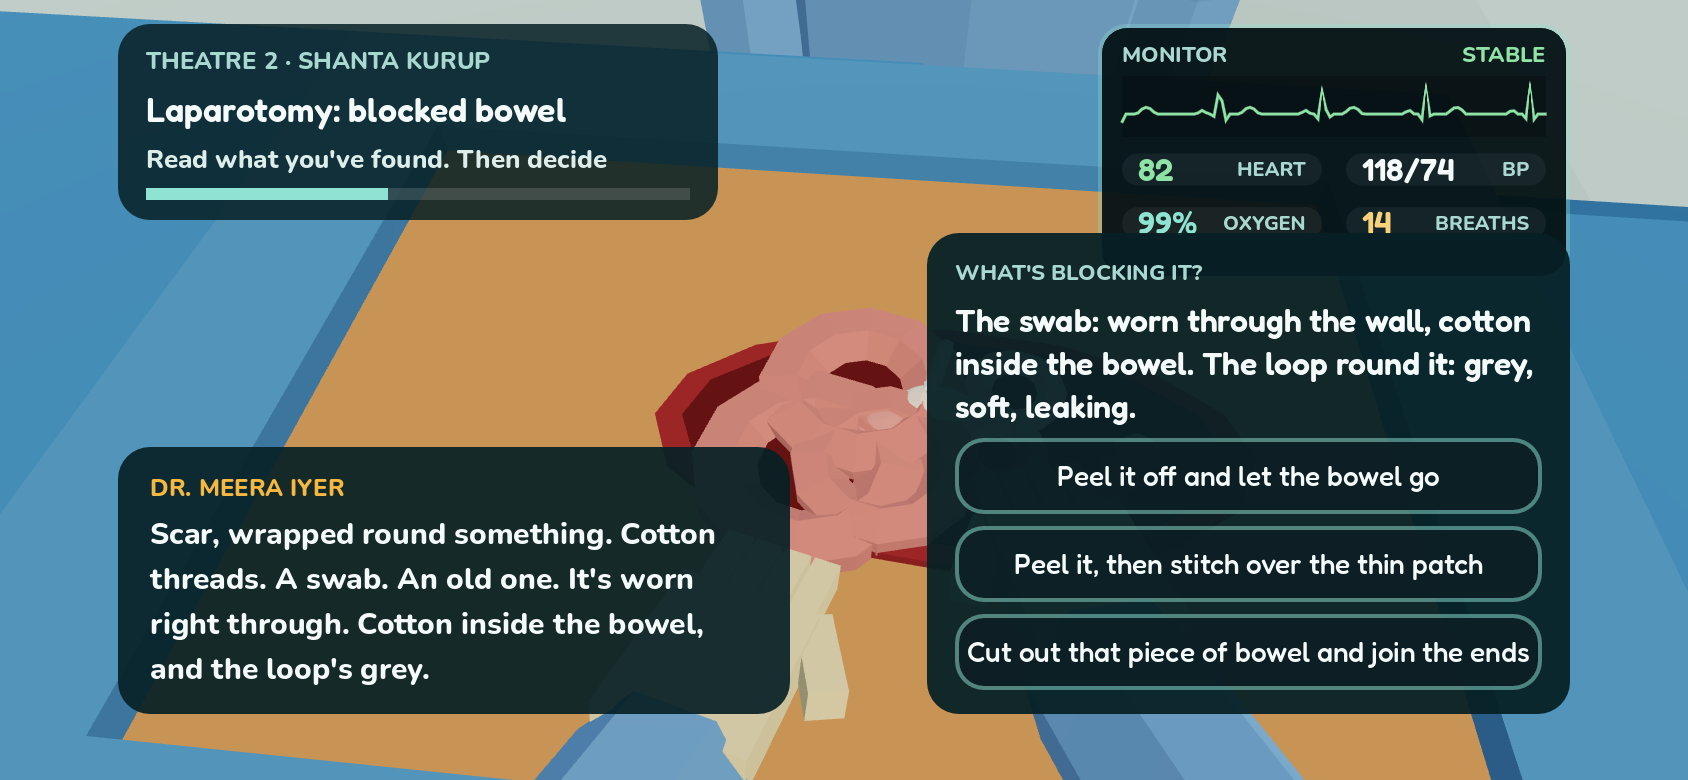 THEATRE 2 · SHANTA KURUP
Laparotomy: blocked bowel
Read what you've found. Then decide
MONITOR
STABLE
82 HEART
118/74 BP
99% OXYGEN
14 BREATHS
WHAT'S BLOCKING IT?
The swab: worn through the wall, cotton
inside the bowel. The loop round it: grey,
soft, leaking.
Peel it off and let the bowel go
Peel it, then stitch over the thin patch
Cut out that piece of bowel and join the ends
DR. MEERA IYER
Scar, wrapped round something. Cotton
threads. A swab. An old one. It's worn
right through. Cotton inside the bowel,
and the loop's grey.